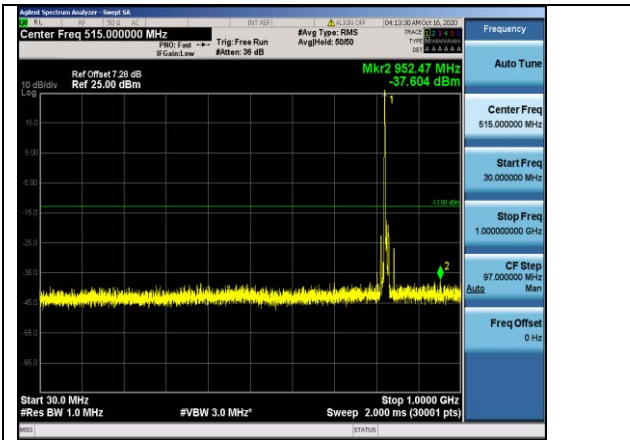 Agilent Spectrum Analyzer - Swept SA
RL RF 50 Ω AC INT REF ALIGN OFF 04:13:30 AM Oct 16, 2020
Center Freq 515.000000 MHz
PNO: Fast
IFGain:Low
Trig: Free Run
#Atten: 36 dB
#Avg Type: RMS
Avg|Hold: 50/50
TRACE 1 2 3 4 5 6
TYPE
DET A A A A A A
Frequency
Auto Tune
Ref Offset 7.28 dB
Ref 25.00 dBm
Mkr2 952.47 MHz
-37.604 dBm
10 dB/div
Log
1
15.0
5.00
-5.00
-13.00 dBm
-15.0
-25.0
-35.0
2
-45.0
-55.0
-65.0
Center Freq
515.000000 MHz
Start Freq
30.000000 MHz
Stop Freq
1.000000000 GHz
CF Step
97.000000 MHz
Auto Man
Freq Offset
0 Hz
Start 30.0 MHz
Stop 1.0000 GHz
#Res BW 1.0 MHz
#VBW 3.0 MHz*
Sweep 2.000 ms (30001 pts)
MSG
STATUS